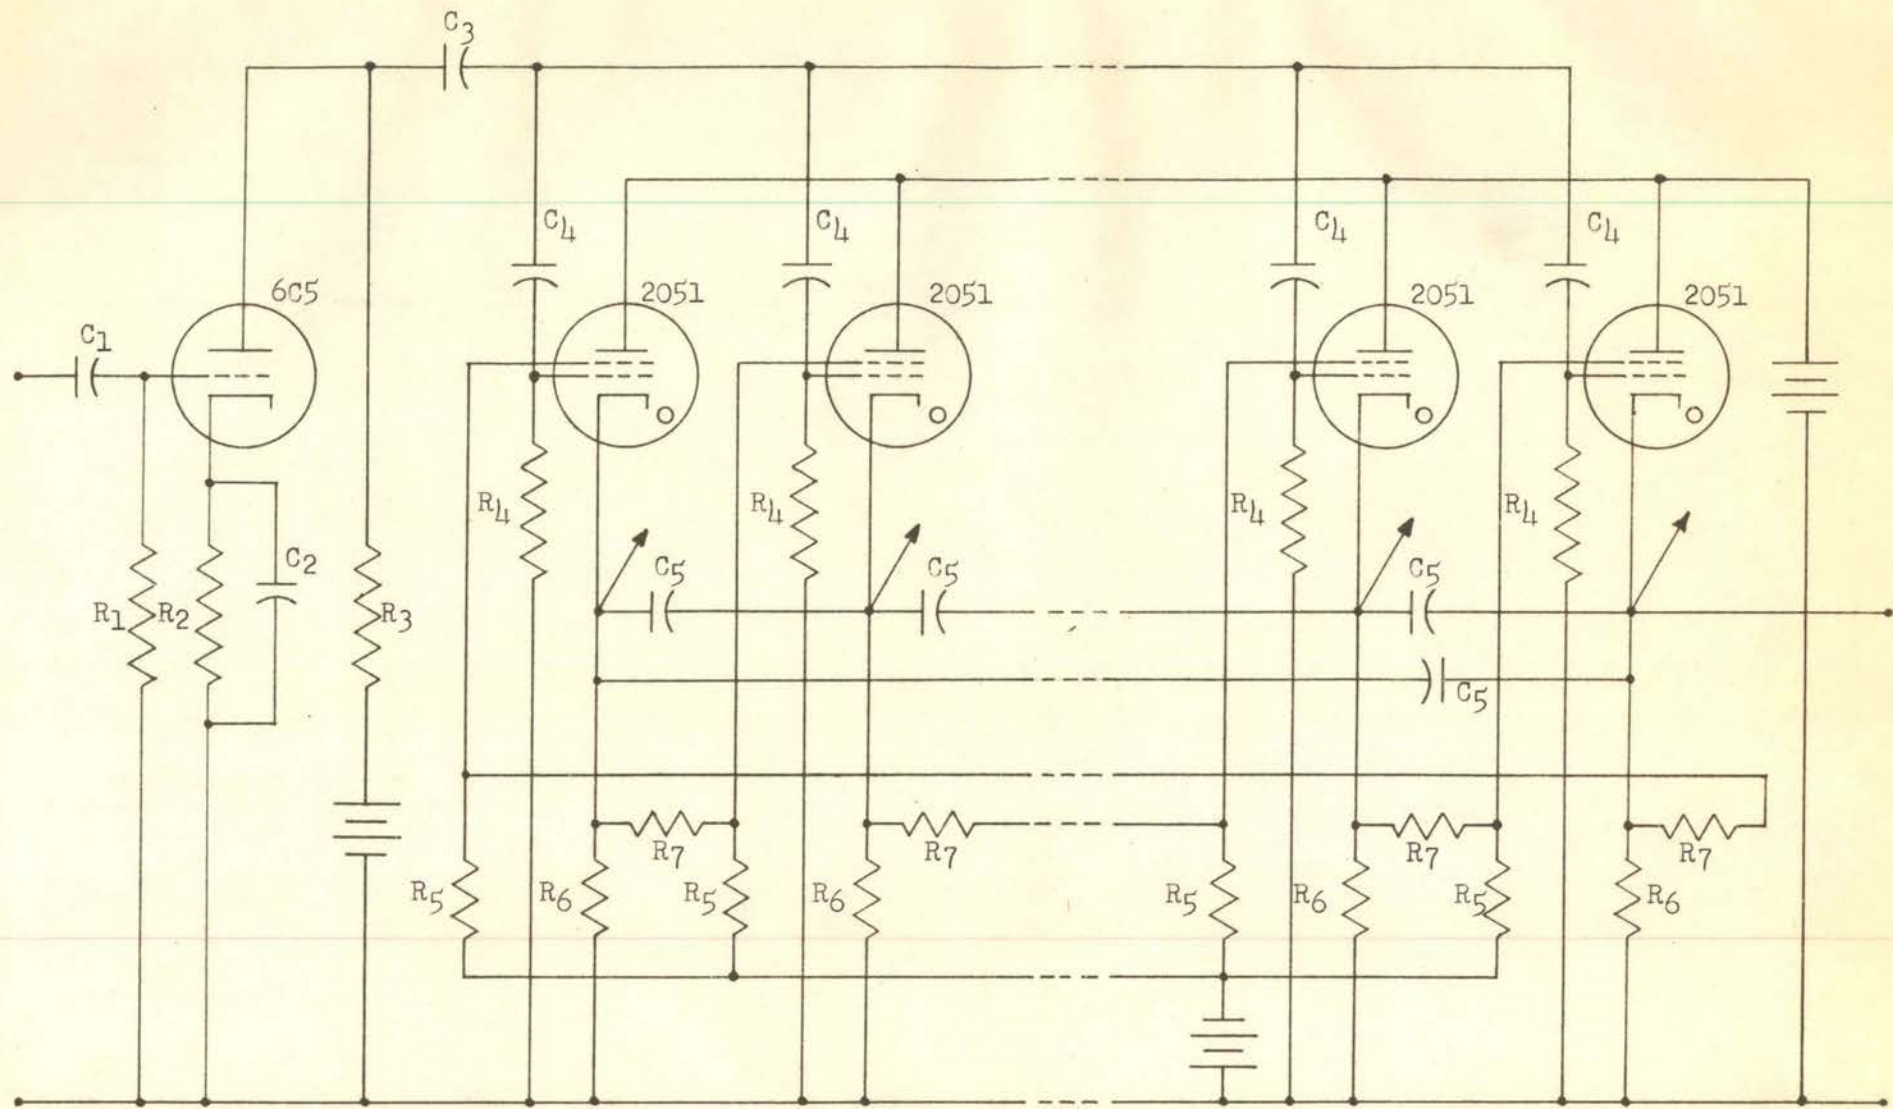 C3
C4 C4 C4 C4
6C5 2051 2051 2051 2051
C1
R4 R4 R4 R4
C2 C5 C5 C5
R1 R2 R3
C5
R7 R7 R7 R7
R5 R6 R5 R6 R5 R6 R5 R6